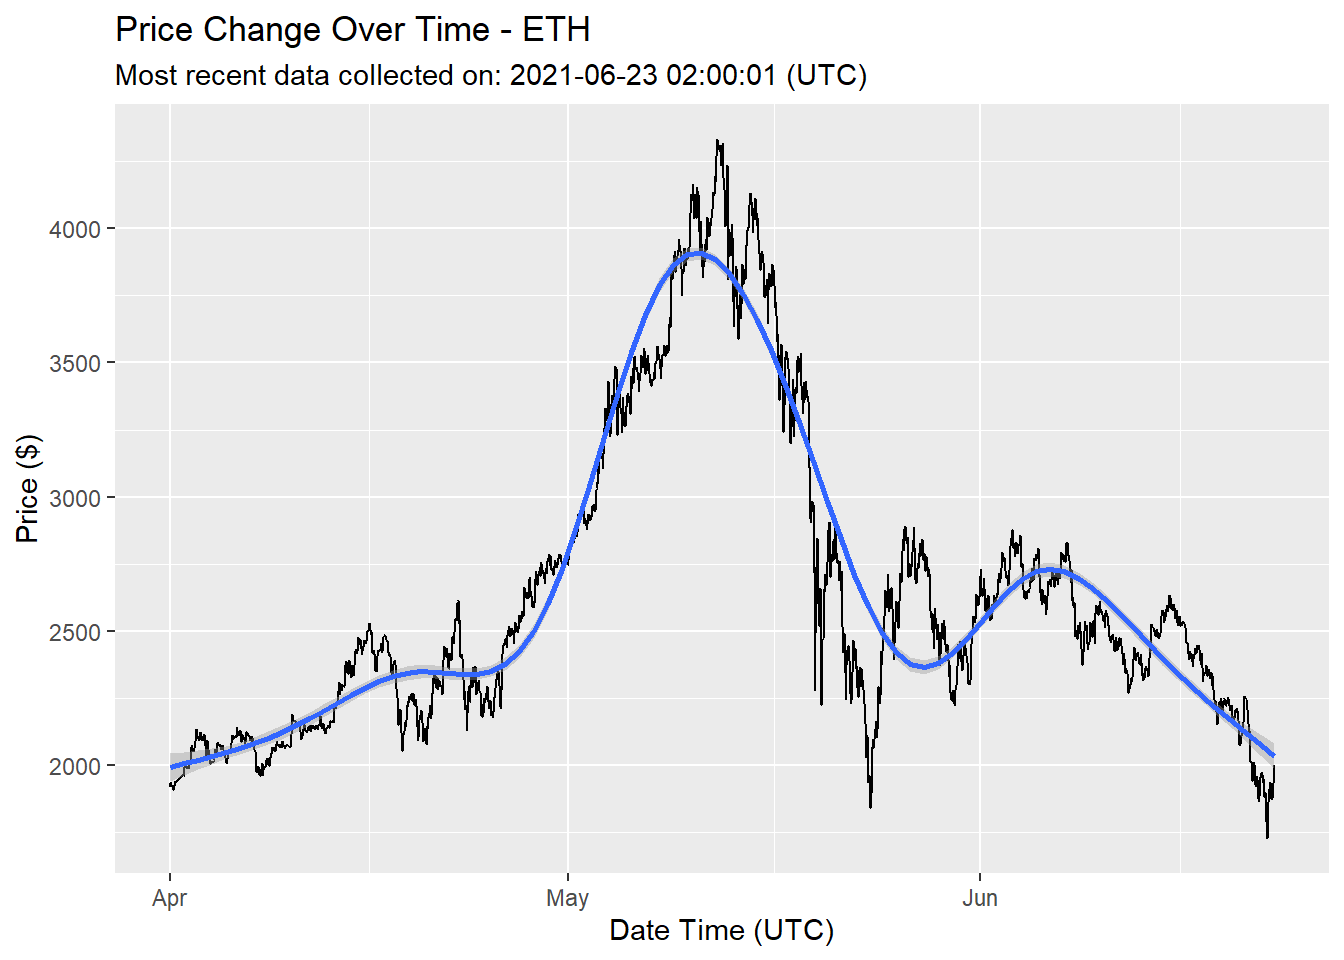 Price Change Over Time - ETH
Most recent data collected on: 2021-06-23 02:00:01 (UTC)
4000
3500
3000
2500
2000
Price ($)
Apr
May
Jun
Date Time (UTC)